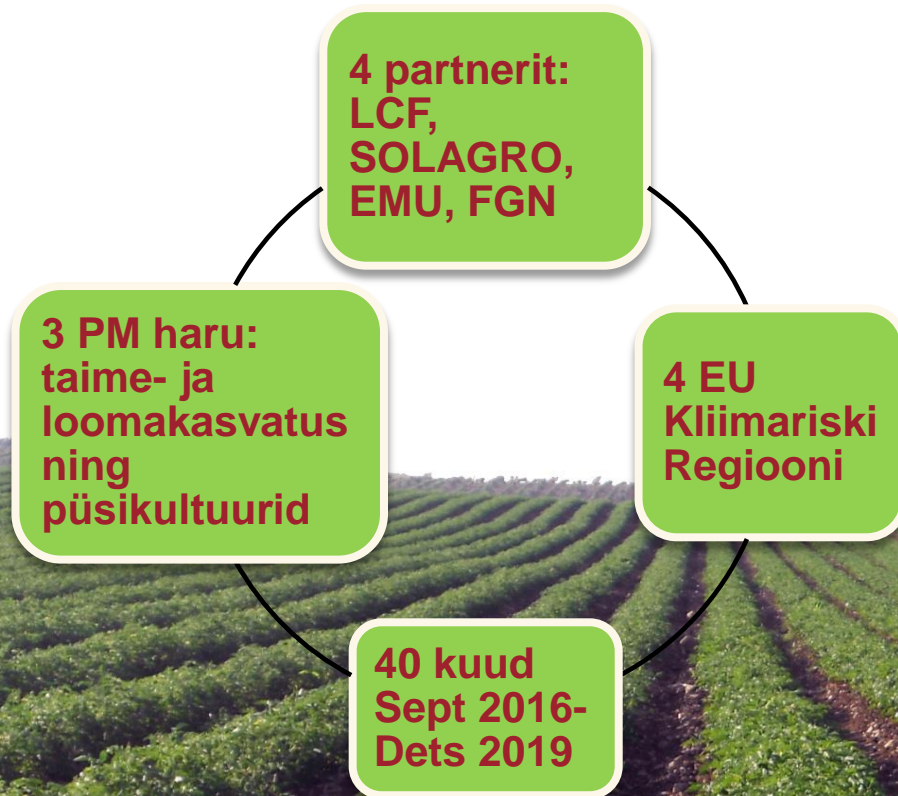 4 partnerit:
LCF,
SOLAGRO,
EMU, FGN
3 PM haru:
taime- ja
loomakasvatus
ning
püsikultuurid
4 EU
Kliimariski
Regiooni
40 kuud
Sept 2016-
Dets 2019